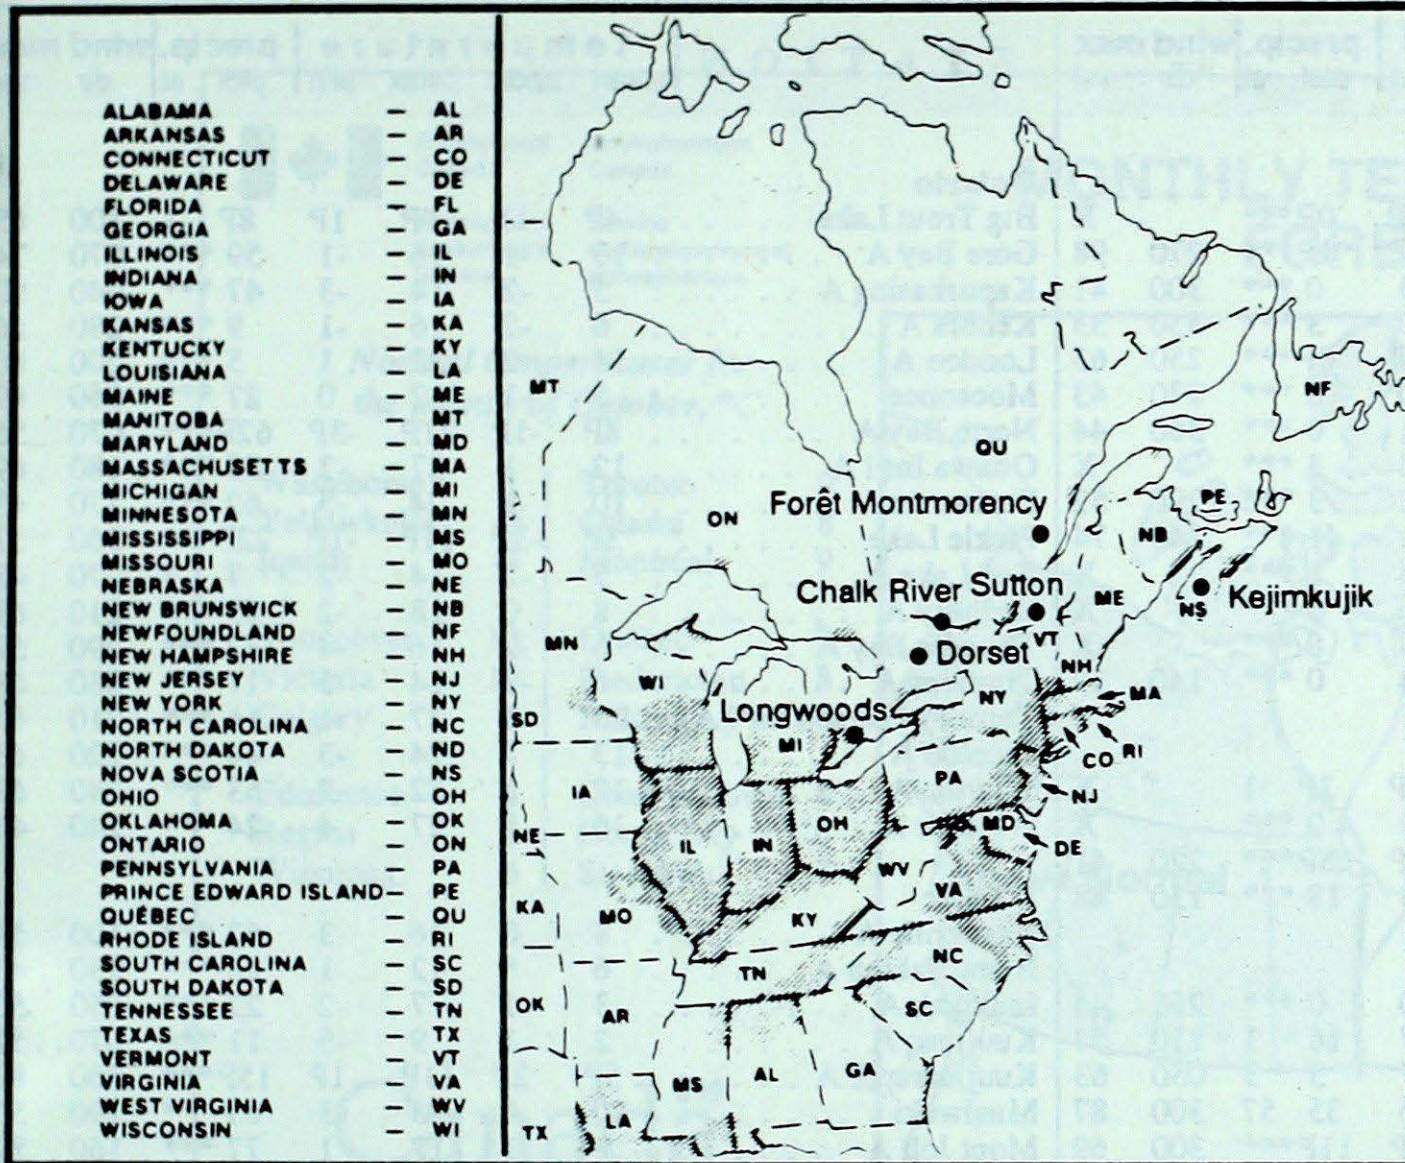 ALABAMA – AL
ARKANSAS – AR
CONNECTICUT – CO
DELAWARE – DE
FLORIDA – FL
GEORGIA – GA
ILLINOIS – IL
INDIANA – IN
IOWA – IA
KANSAS – KA
KENTUCKY – KY
LOUISIANA – LA
MAINE – ME
MANITOBA – MT
MARYLAND – MD
MASSACHUSETTS – MA
MICHIGAN – MI
MINNESOTA – MN
MISSISSIPPI – MS
MISSOURI – MO
NEBRASKA – NE
NEW BRUNSWICK – NB
NEWFOUNDLAND – NF
NEW HAMPSHIRE – NH
NEW JERSEY – NJ
NEW YORK – NY
NORTH CAROLINA – NC
NORTH DAKOTA – ND
NOVA SCOTIA – NS
OHIO – OH
OKLAHOMA – OK
ONTARIO – ON
PENNSYLVANIA – PA
PRINCE EDWARD ISLAND – PE
QUÉBEC – QU
RHODE ISLAND – RI
SOUTH CAROLINA – SC
SOUTH DAKOTA – SD
TENNESSEE – TN
TEXAS – TX
VERMONT – VT
VIRGINIA – VA
WEST VIRGINIA – WV
WISCONSIN – WI
MT
NF
QU
Forêt Montmorency
PE
ON
NB
Chalk River
Sutton
ME
NS
Kejimkujik
MN
VT
Dorset
NH
WI
NY
MA
SD
Longwoods
MI
CO
RI
PA
IA
NJ
OH
MD
NE
IL
IN
DE
WV
VA
KA
MO
KY
NC
TN
OK
AR
SC
MS
AL
GA
TX
LA